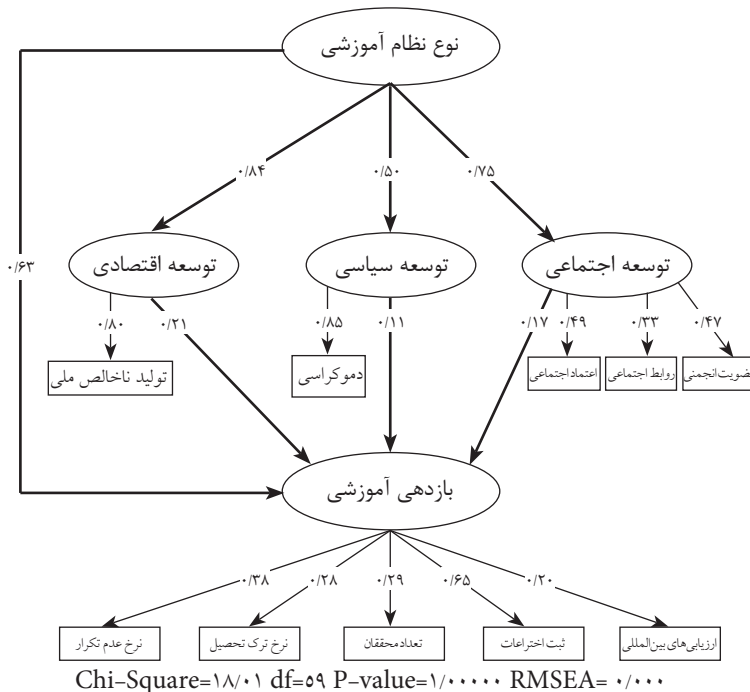 نوع نظام آموزشی
۰/۷۵ ۰/۵۰ ۰/۸۴
۰/۶۳
توسعه اجتماعی توسعه سیاسی توسعه اقتصادی
۰/۴۷ ۰/۳۳ ۰/۴۹ ۰/۱۷ ۰/۱۱ ۰/۸۵ ۰/۲۱ ۰/۸۰
عضویت انجمنی روابط اجتماعی اعتماد اجتماعی دموکراسی تولید ناخالص ملی
بازدهی آموزشی
۰/۲۰ ۰/۶۵ ۰/۲۹ ۰/۲۸ ۰/۳۸
ارزیابی‌های بین‌المللی ثبت اختراعات تعداد محققان نرخ ترک تحصیل نرخ عدم تکرار
Chi-Square=۱۸/۰۱ df=۵۹ P-value=۱/۰۰۰۰۰ RMSEA= ۰/۰۰۰